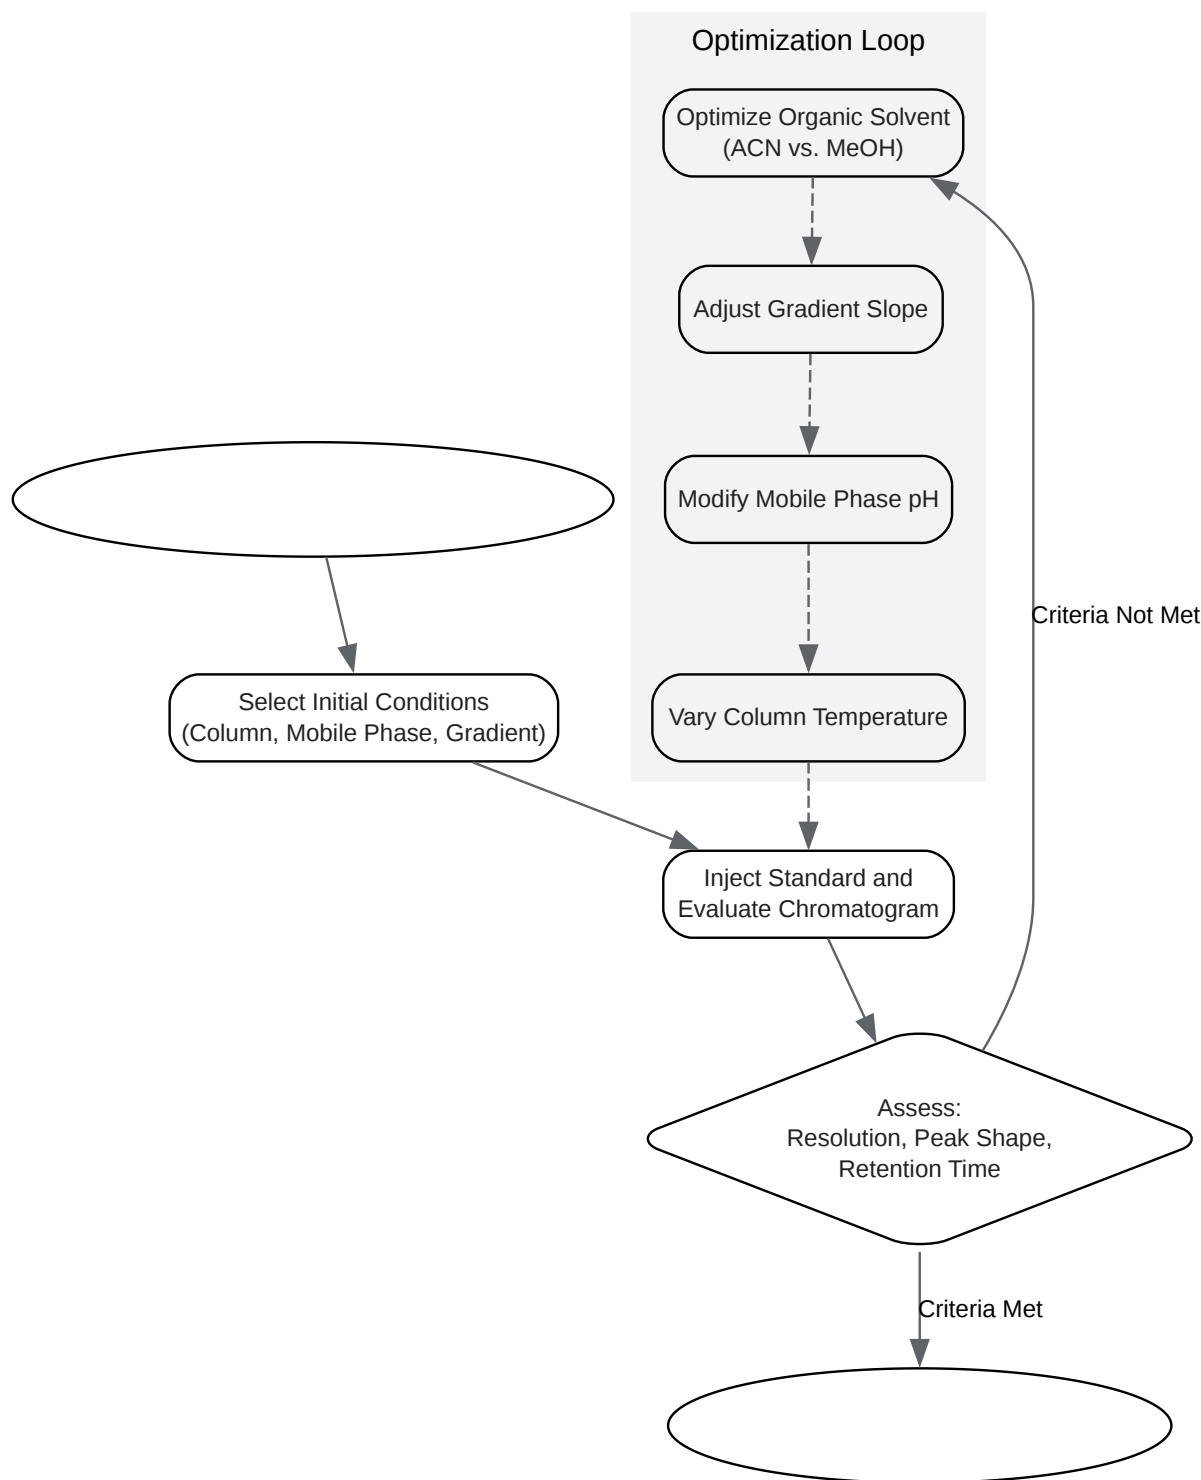 Optimization Loop
Optimize Organic Solvent
(ACN vs. MeOH)
Adjust Gradient Slope
Modify Mobile Phase pH
Criteria Not Met
Select Initial Conditions
(Column, Mobile Phase, Gradient)
Vary Column Temperature
Inject Standard and
Evaluate Chromatogram
Assess:
Resolution, Peak Shape,
Retention Time
Criteria Met